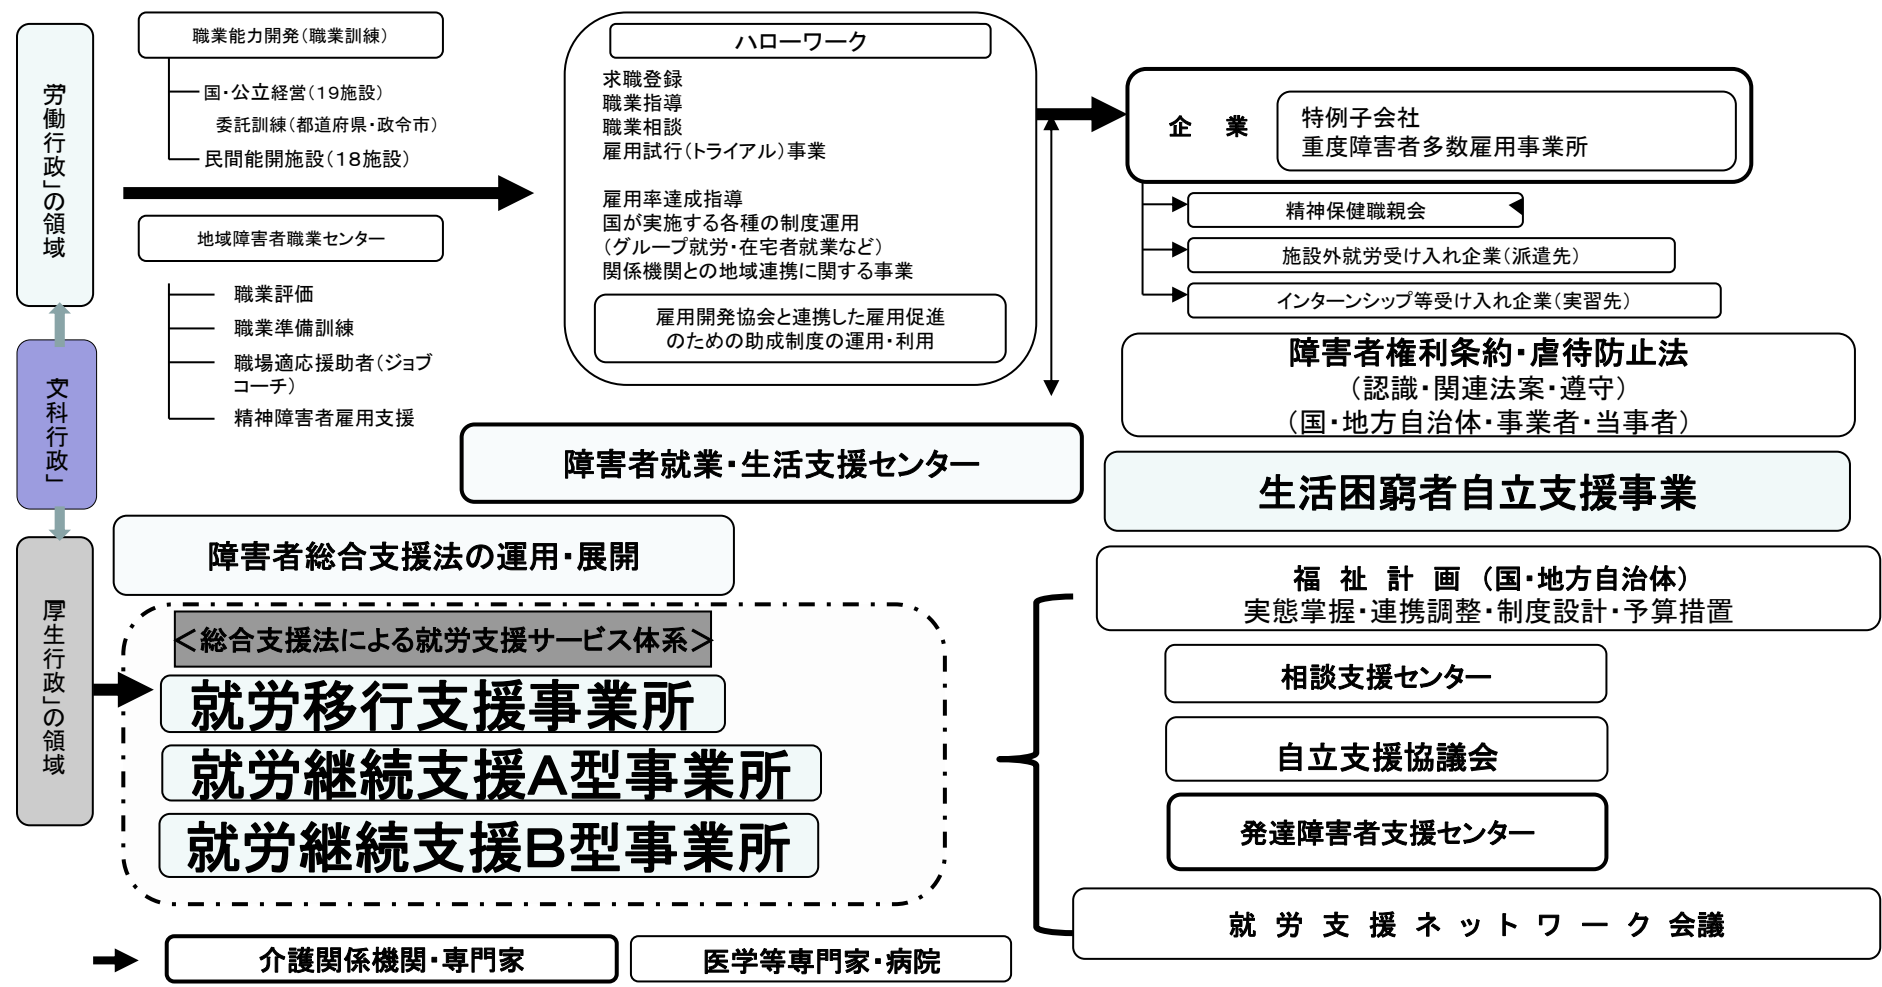 「労働行政」の領域
「文科行政」
「厚生行政」の領域
職業能力開発（職業訓練）
国・公立経営（１９施設）
委託訓練（都道府県・政令市）
民間能開施設（１８施設）
地域障害者職業センター
職業評価
職業準備訓練
職場適応援助者（ジョブ
コーチ）
精神障害者雇用支援
ハローワーク
求職登録
職業指導
職業相談
雇用試行（トライアル）事業
雇用率達成指導
国が実施する各種の制度運用
（グループ就労・在宅者就業など）
関係機関との地域連携に関する事業
雇用開発協会と連携した雇用促進
のための助成制度の運用・利用
企　業
特例子会社
重度障害者多数雇用事業所
精神保健職親会
施設外就労受け入れ企業（派遣先）
インターンシップ等受け入れ企業（実習先）
障害者権利条約・虐待防止法
（認識・関連法案・遵守）
（国・地方自治体・事業者・当事者）
障害者就業・生活支援センター
生活困窮者自立支援事業
障害者総合支援法の運用・展開
＜総合支援法による就労支援サービス体系＞
就労移行支援事業所
就労継続支援Ａ型事業所
就労継続支援Ｂ型事業所
福　祉　計　画　（国・地方自治体）
実態掌握・連携調整・制度設計・予算措置
相談支援センター
自立支援協議会
発達障害者支援センター
就　労　支　援　ネ　ッ　ト　ワ　ー　ク　会議
介護関係機関・専門家
医学等専門家・病院